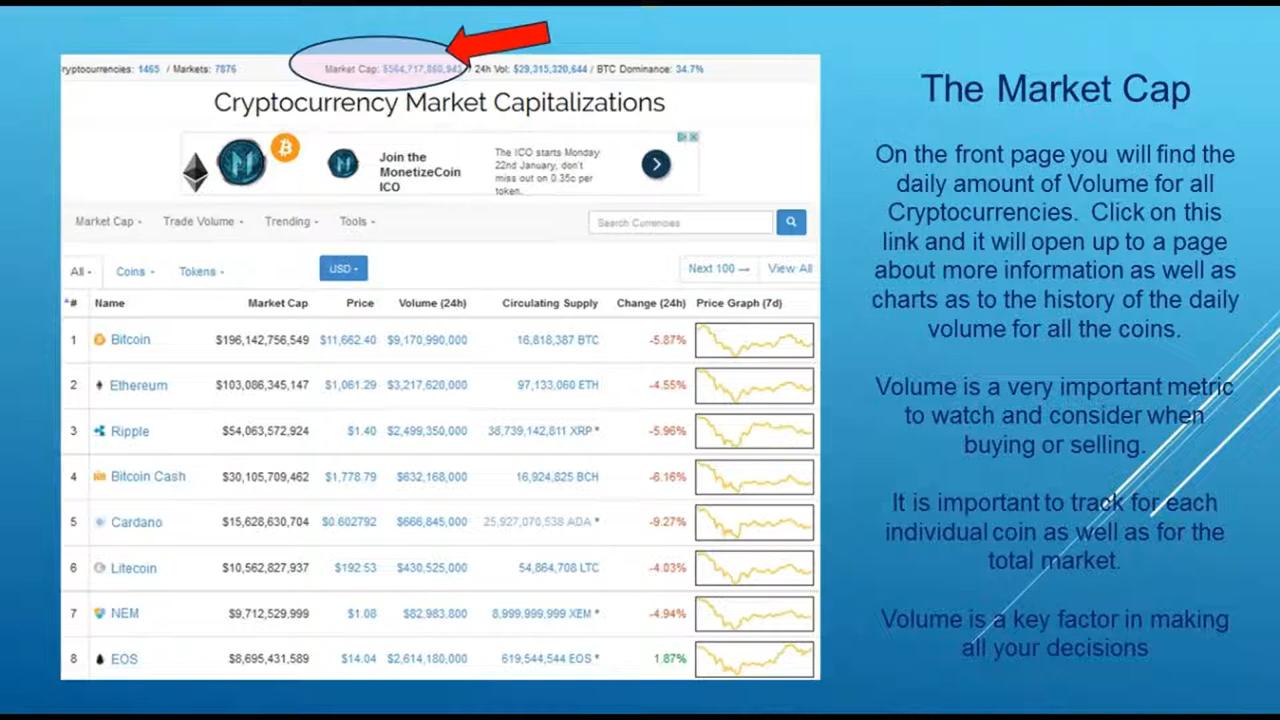 ryptocurrencies: 1465 / Markets: 7876 Market Cap: $564,717,860,943 / 24h Vol: $29,315,320,644 / BTC Dominance: 34.7%
Cryptocurrency Market Capitalizations
Join the
MonetizeCoin
ICO
The ICO starts Monday
22nd January, don't
miss out on 0.35c per
token.
Market Cap Trade Volume Trending Tools Search Currencies
All Coins Tokens USD Next 100 → View All
# Name Market Cap Price Volume (24h) Circulating Supply Change (24h) Price Graph (7d)
1 Bitcoin $196,142,756,549 $11,662.40 $9,170,990,000 16,818,387 BTC -5.87%
2 Ethereum $103,086,345,147 $1,061.29 $3,217,620,000 97,133,060 ETH -4.55%
3 Ripple $54,063,572,924 $1.40 $2,499,350,000 38,739,142,811 XRP * -5.96%
4 Bitcoin Cash $30,105,709,462 $1,778.79 $632,168,000 16,924,825 BCH -6.16%
5 Cardano $15,628,630,704 $0.602792 $666,845,000 25,927,070,538 ADA * -9.27%
6 Litecoin $10,562,827,937 $192.53 $430,525,000 54,864,708 LTC -4.03%
7 NEM $9,712,529,999 $1.08 $82,983,800 8,999,999,999 XEM * -4.94%
8 EOS $8,695,431,589 $14.04 $2,614,180,000 619,544,544 EOS * 1.87%
The Market Cap
On the front page you will find the
daily amount of Volume for all
Cryptocurrencies. Click on this
link and it will open up to a page
about more information as well as
charts as to the history of the daily
volume for all the coins.
Volume is a very important metric
to watch and consider when
buying or selling.
It is important to track for each
individual coin as well as for the
total market.
Volume is a key factor in making
all your decisions